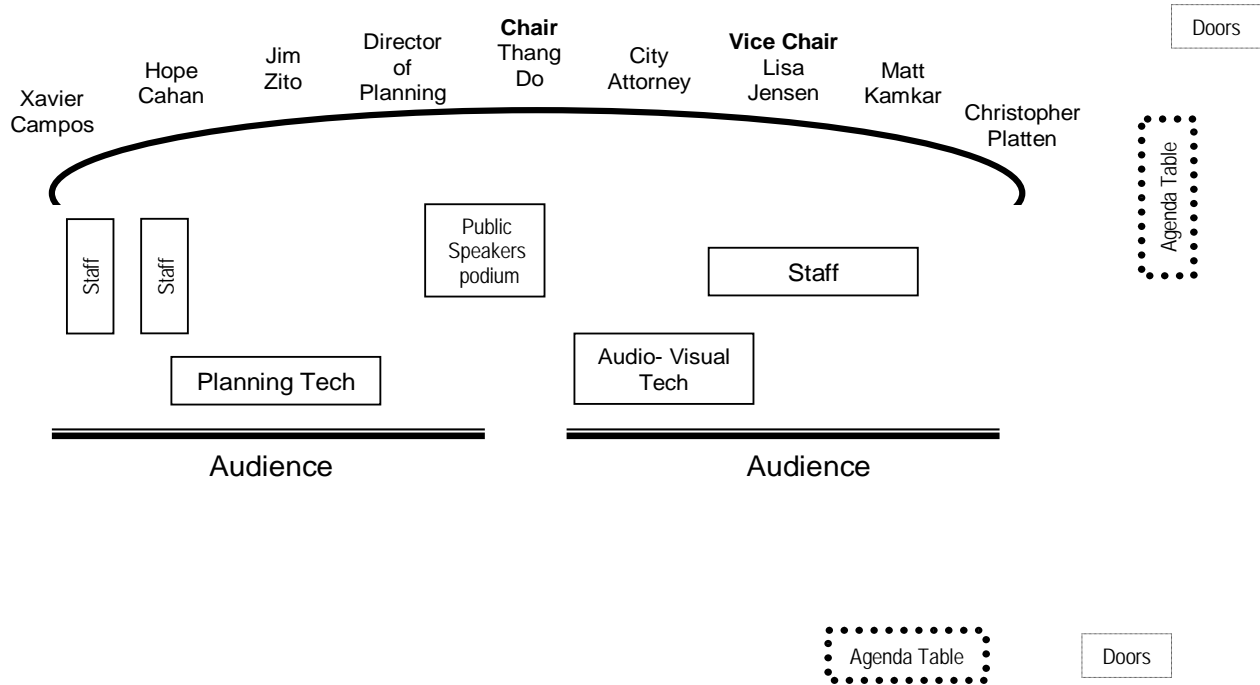 Xavier
Campos
Hope
Cahan
Jim
Zito
Director
of
Planning
Chair
Thang
Do
City
Attorney
Vice Chair
Lisa
Jensen
Matt
Kamkar
Christopher
Platten
Doors
Agenda Table
Staff
Staff
Public
Speakers
podium
Staff
Planning Tech
Audio- Visual
Tech
Audience
Audience
Agenda Table
Doors